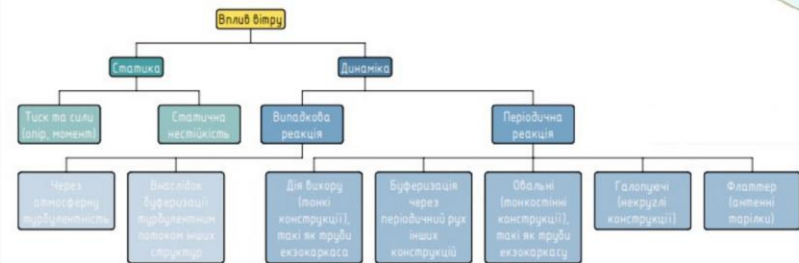 Вплив вітру
Статика
Динаміка
Тиск та сили
(опір, момент)
Статична
нестійкість
Випадкова
реакція
Періодична
реакція
Через
атмосферну
турбулентність
Внаслідок
буферизації
турбулентним
потоком інших
структур
Дія вихору
(тонкі
конструкції),
такі як труби
екзокаркаса
Буферизація
через
періодичний рух
інших
конструкцій
Овальні
(тонкостінні
конструкції),
такі як труби
екзокаркасу
Галопуючі
(некруглі
конструкції)
Флаттер
(антенні
тарілки)